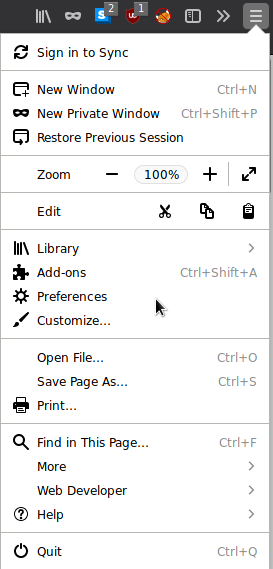 2
1
Sign in to Sync
New Window Ctrl+N
New Private Window Ctrl+Shift+P
Restore Previous Session
Zoom 100%
Edit
Library
Add-ons Ctrl+Shift+A
Preferences
Customize...
Open File... Ctrl+O
Save Page As... Ctrl+S
Print...
Find in This Page... Ctrl+F
More
Web Developer
Help
Quit Ctrl+Q